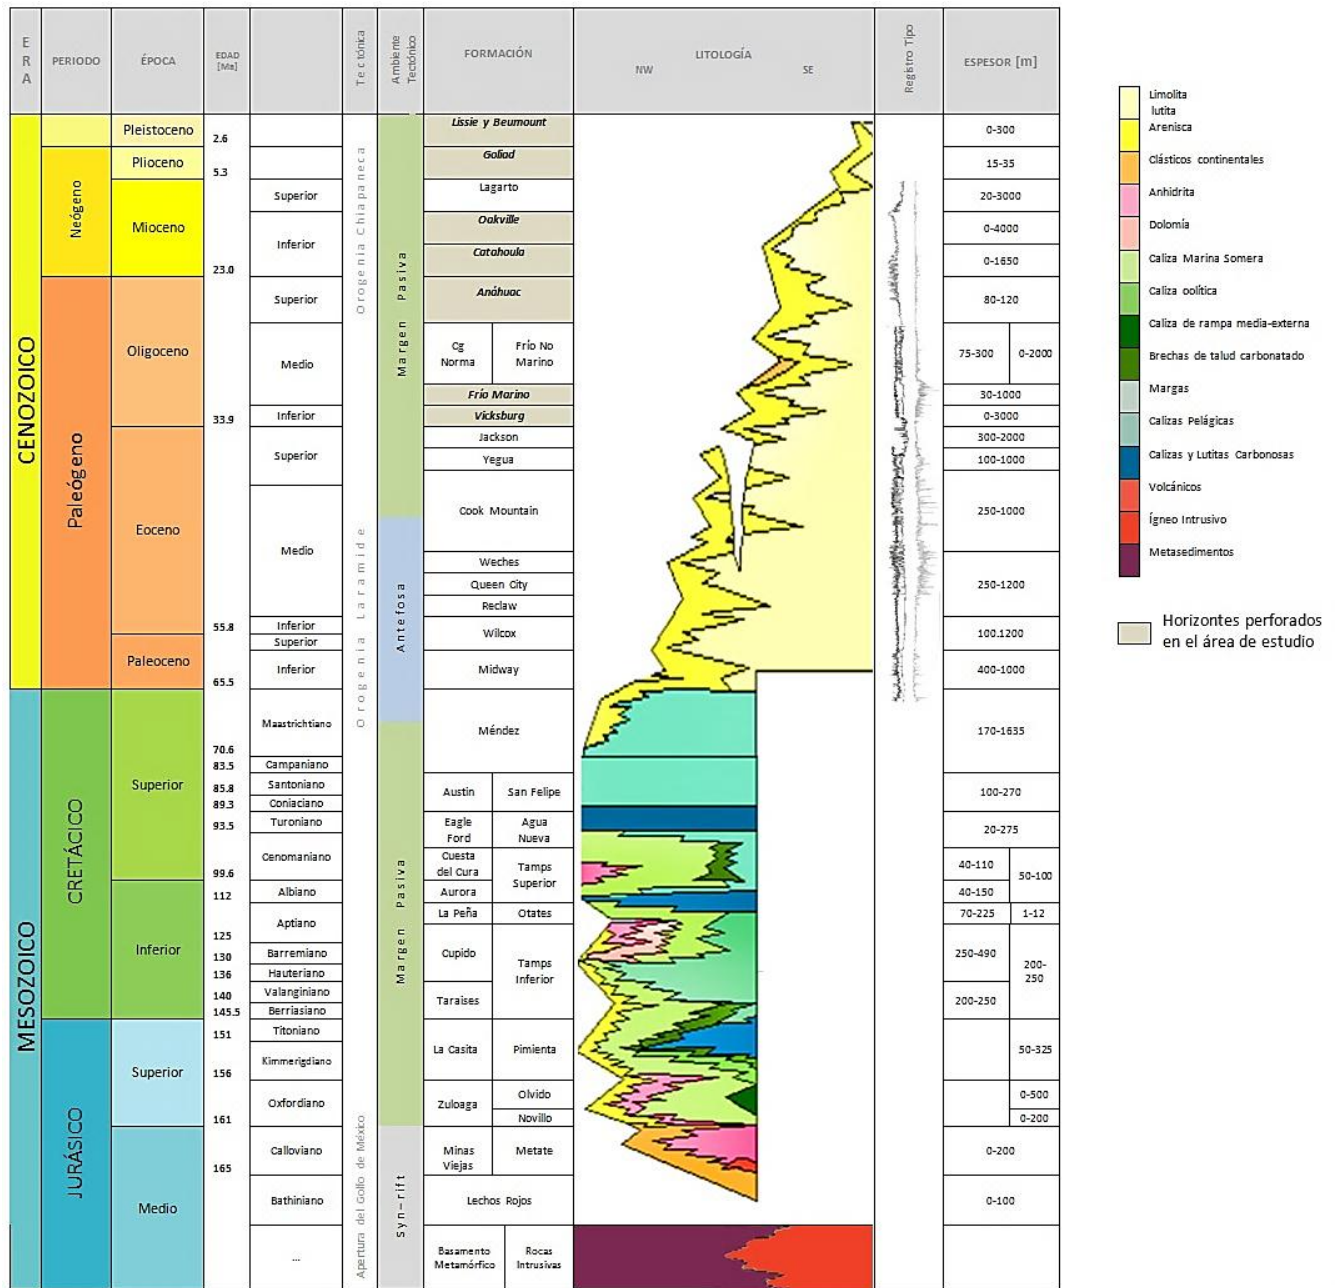 ERA
PERIODO
ÉPOCA
EDAD
[Ma]
Tectónica
Ambiente
Tectónico
FORMACIÓN
LITOLOGÍA
NW
SE
Registro Tipo
ESPESOR [m]
CENOZOICO
MESOZOICO
Neógeno
Paleógeno
CRETÁCICO
JURÁSICO
Pleistoceno
Plioceno
Mioceno
Oligoceno
Eoceno
Paleoceno
Superior
Inferior
Superior
Medio
2.6
5.3
23.0
33.9
55.8
65.5
70.6
83.5
85.8
89.3
93.5
99.6
112
125
130
136
140
145.5
151
156
161
165
Superior
Inferior
Superior
Medio
Inferior
Superior
Medio
Inferior
Superior
Inferior
Maastrichtiano
Campaniano
Santoniano
Coniaciano
Turoniano
Cenomaniano
Albiano
Aptiano
Barremiano
Hauteriano
Valanginiano
Berriasiano
Titoniano
Kimmerigdiano
Oxfordiano
Calloviano
Bathiniano
...
Orogenia Chiapaneca
Orogenia Laramide
Apertura del Golfo de México
Margen Pasiva
Antefosa
Margen Pasiva
Syn-rift
Lissie y Beumount
Goliad
Lagarto
Oakville
Catahoula
Anáhuac
Cg
Norma
Frío No
Marino
Frío Marino
Vicksburg
Jackson
Yegua
Cook Mountain
Weches
Queen City
Reclaw
Wilcox
Midway
Méndez
Austin
San Felipe
Eagle
Ford
Agua
Nueva
Cuesta
del Cura
Tamps
Superior
Aurora
La Peña
Otates
Cupido
Tamps
Inferior
Taraises
La Casita
Pimienta
Zuloaga
Olvido
Novillo
Minas
Viejas
Metate
Lechos Rojos
Basamento
Metamórfico
Rocas
Intrusivas
0-300
15-35
20-3000
0-4000
0-1650
80-120
75-300
0-2000
30-1000
0-3000
300-2000
100-1000
250-1000
250-1200
100.1200
400-1000
170-1635
100-270
20-275
40-110
50-100
40-150
70-225
1-12
250-490
200-
250
200-250
50-325
0-500
0-200
0-200
0-100
Limolita
lutita
Arenisca
Clásticos continentales
Anhidrita
Dolomía
Caliza Marina Somera
Caliza oolítica
Caliza de rampa media-externa
Brechas de talud carbonatado
Margas
Calizas Pelágicas
Calizas y Lutitas Carbonosas
Volcánicos
Ígneo Intrusivo
Metasedimentos
Horizontes perforados
en el área de estudio